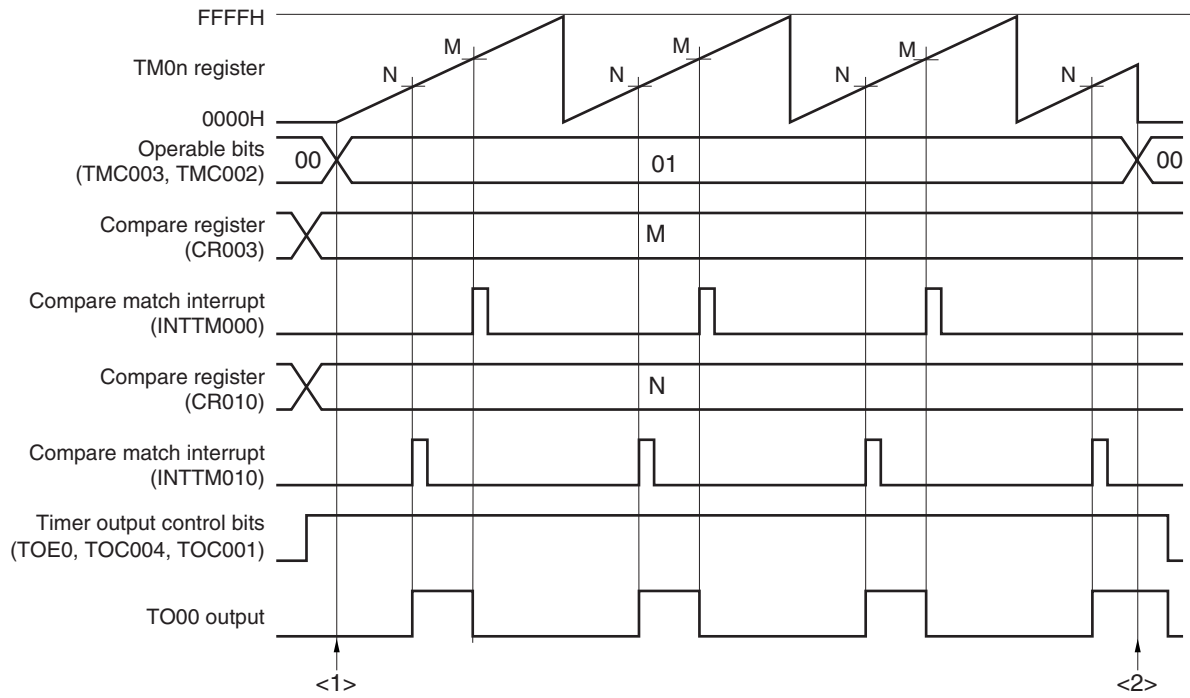 FFFFH
TM0n register
0000H
N
M
N
M
N
M
N
Operable bits
(TMC003, TMC002)
00
01
00
Compare register
(CR003)
M
Compare match interrupt
(INTTM000)
Compare register
(CR010)
N
Compare match interrupt
(INTTM010)
Timer output control bits
(TOE0, TOC004, TOC001)
TO00 output
<1>
<2>